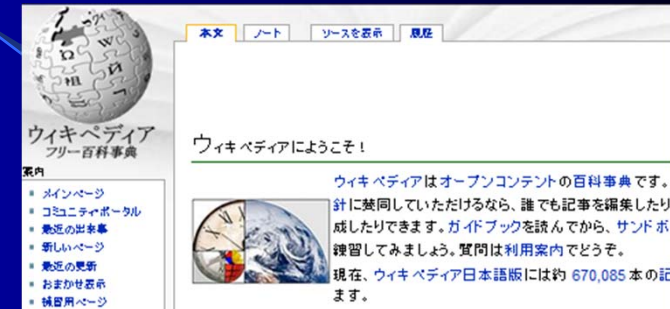 本文 ノート ソースを表示 履歴
ウィキペディア
フリー百科事典
案内
メインページ
コミュニティ・ポータル
最近の出来事
新しいページ
最近の更新
おまかせ表示
練習用ページ
ウィキペディアにようこそ！
ウィキペディアはオープンコンテントの百科事典です。
針に賛同していただけるなら、誰でも記事を編集したり
成したりできます。ガイドブックを読んでから、サンドボ
練習してみましょう。質問は利用案内でどうぞ。
現在、ウィキペディア日本語版には約 670,085 本の記
ます。